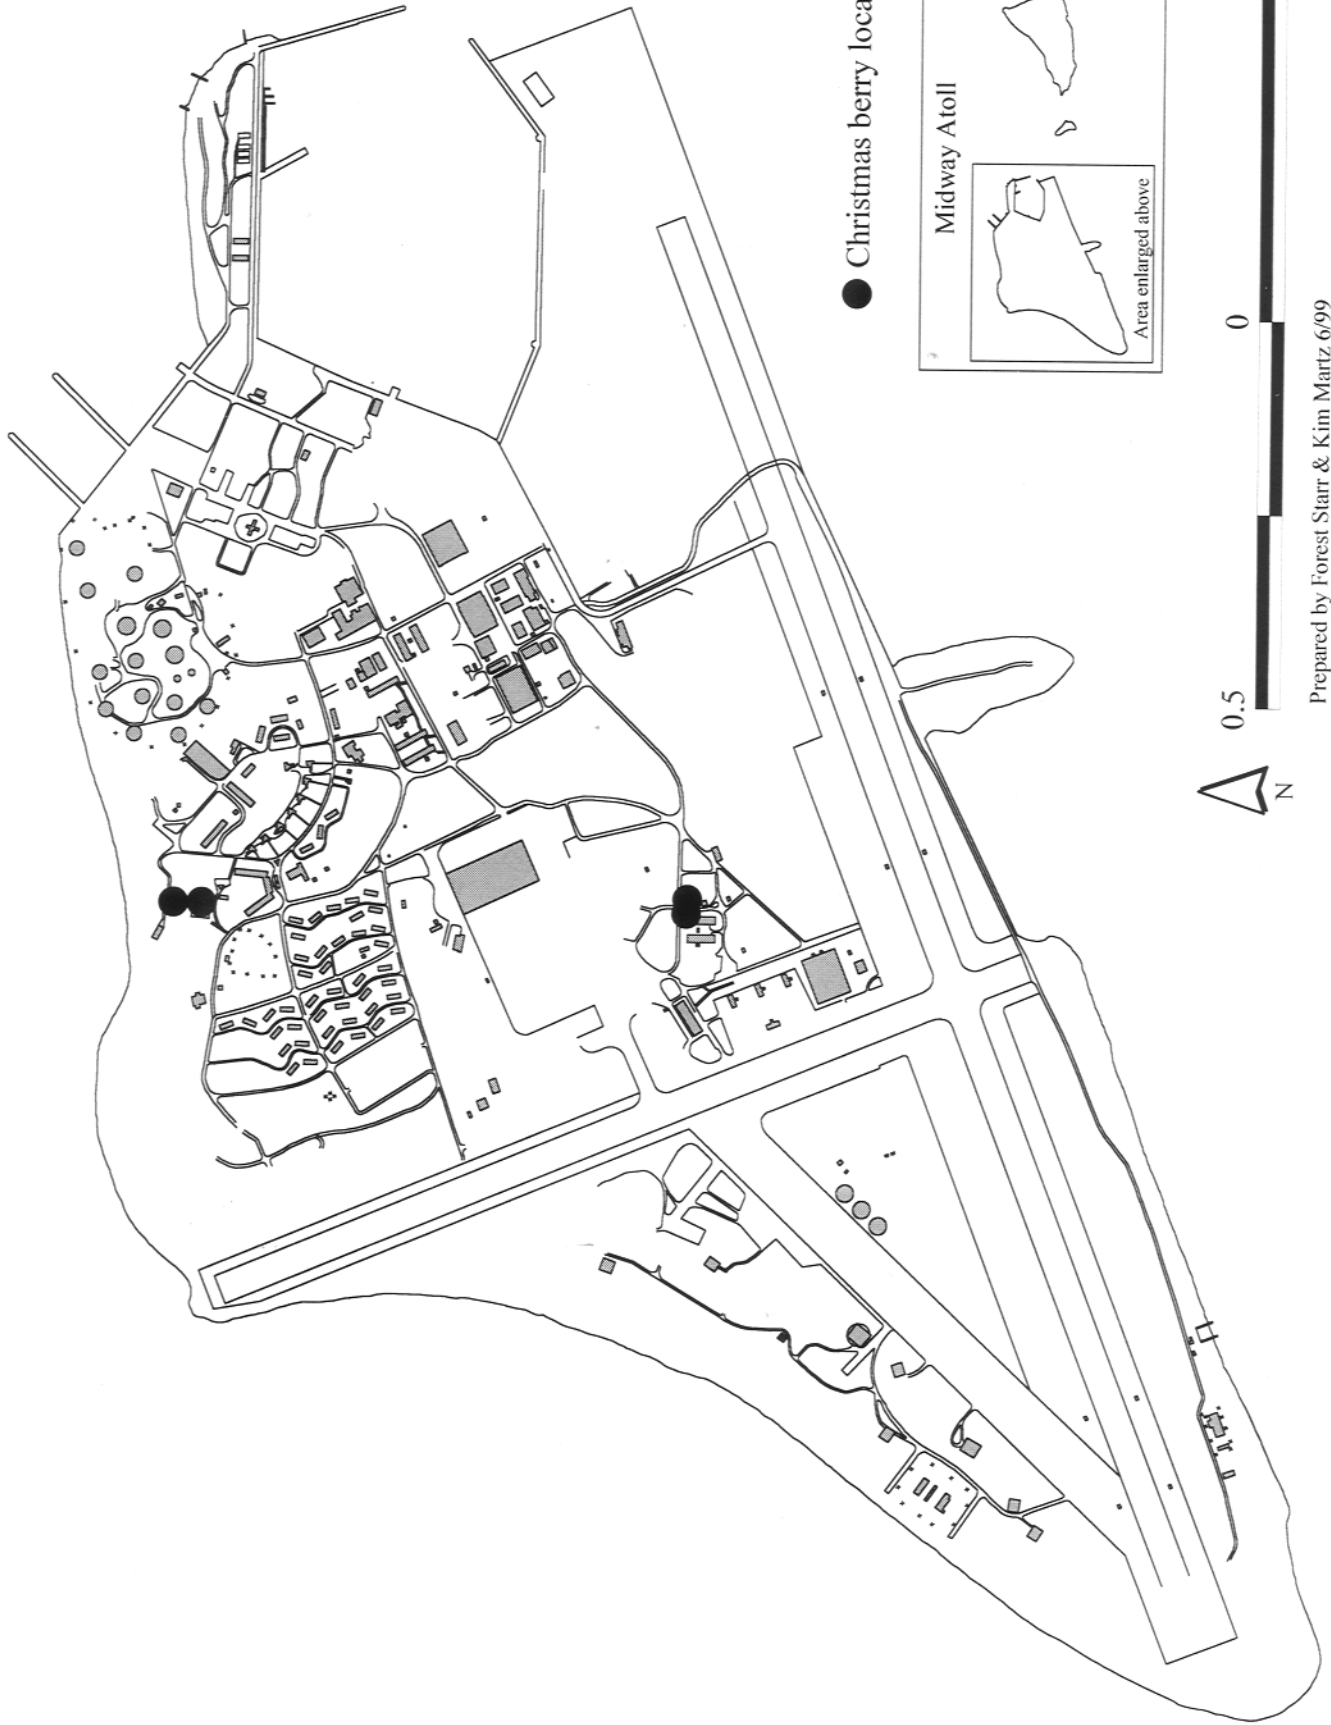 Christmas berry loca
Midway Atoll
Area enlarged above
0.5
0
N
Prepared by Forest Starr & Kim Martz 6/99